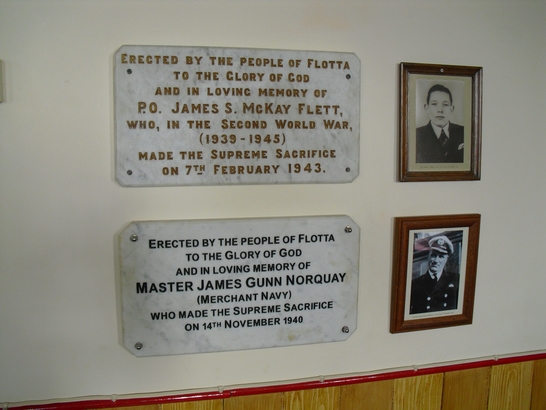 Erected by the people of Flotta
to the Glory of God
and in loving memory of
P.O. James S. McKay Flett,
who, in the Second World War,
(1939-1945)
made the Supreme Sacrifice
on 7th February 1943.
Erected by the people of Flotta
to the Glory of God
and in loving memory of
Master James Gunn Norquay
(Merchant Navy)
who made the Supreme Sacrifice
on 14th November 1940